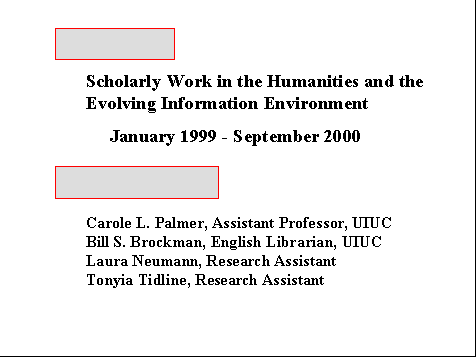 Scholarly Work in the Humanities and the
Evolving Information Environment
January 1999 - September 2000
Carole L. Palmer, Assistant Professor, UIUC
Bill S. Brockman, English Librarian, UIUC
Laura Neumann, Research Assistant
Tonyia Tidline, Research Assistant